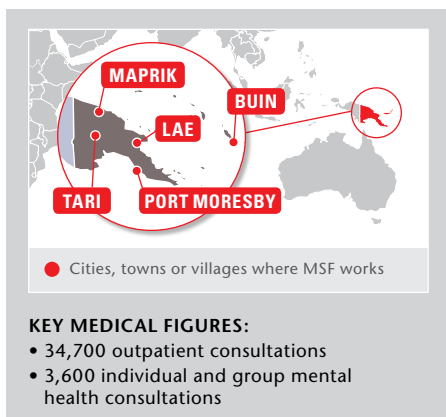 MAPRIK
BUIN
LAE
TARI
PORT MORESBY
Cities, towns or villages where MSF works
KEY MEDICAL FIGURES:
• 34,700 outpatient consultations
• 3,600 individual and group mental
health consultations